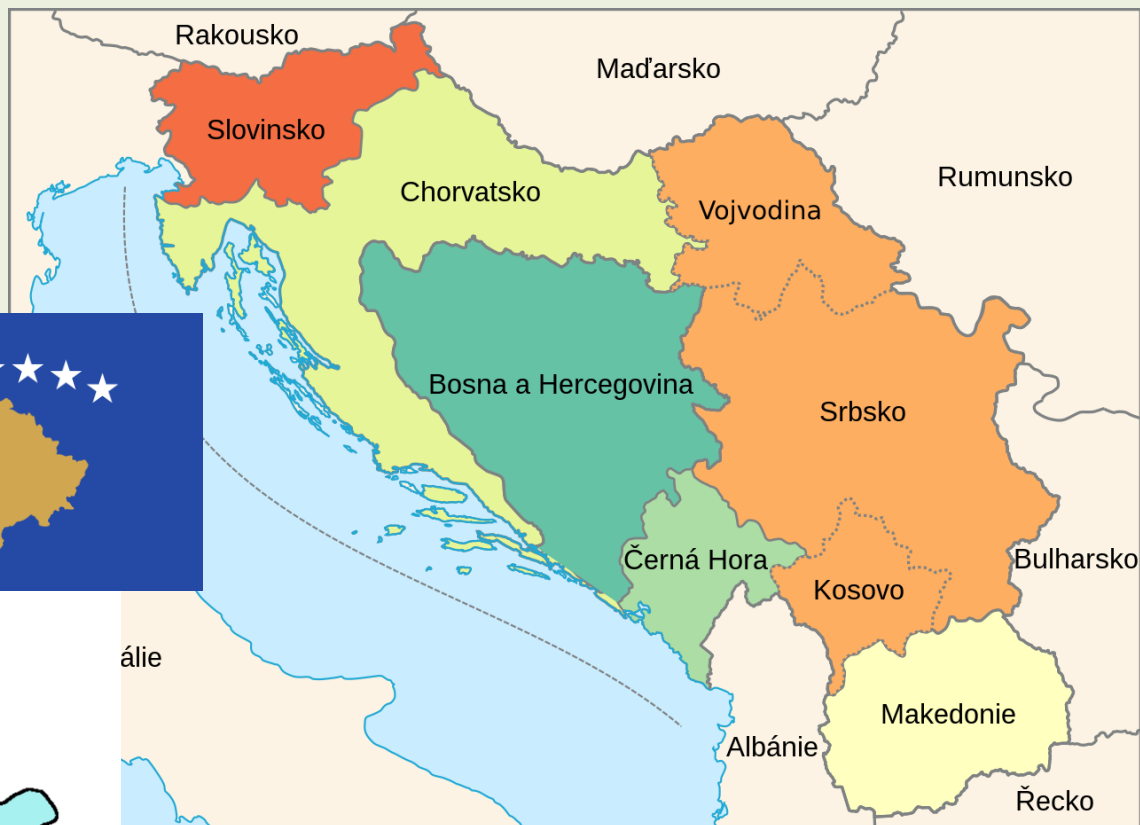 Rakousko
Maďarsko
Slovinsko
Rumunsko
Chorvatsko
Vojvodina
Bosna a Hercegovina
Srbsko
Černá Hora
Bulharsko
Kosovo
álie
Makedonie
Albánie
Řecko